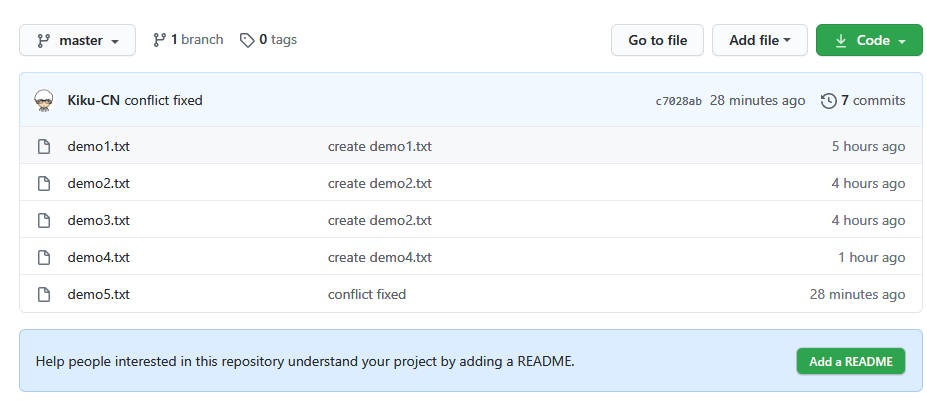 master 1 branch 0 tags Go to file Add file Code
Kiku-CN conflict fixed c7028ab 28 minutes ago 7 commits
demo1.txt create demo1.txt 5 hours ago
demo2.txt create demo2.txt 4 hours ago
demo3.txt create demo2.txt 4 hours ago
demo4.txt create demo4.txt 1 hour ago
demo5.txt conflict fixed 28 minutes ago
Help people interested in this repository understand your project by adding a README. Add a README